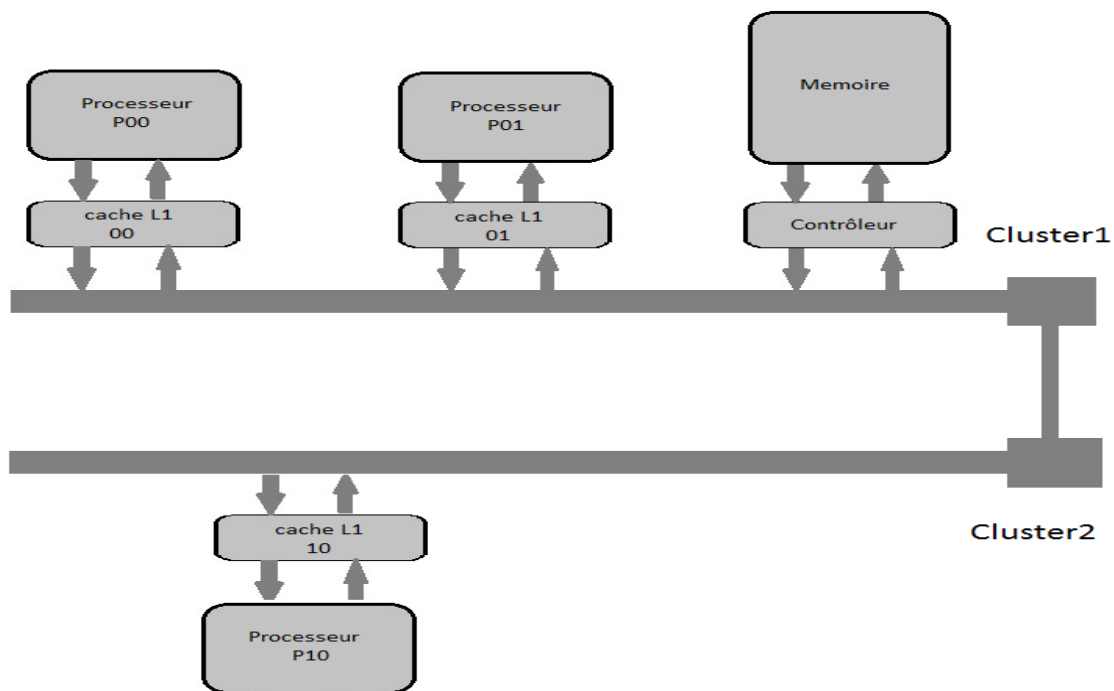 Processeur
P00
Processeur
P01
Memoire
cache L1
00
cache L1
01
Contrôleur
Cluster1
cache L1
10
Cluster2
Processeur
P10